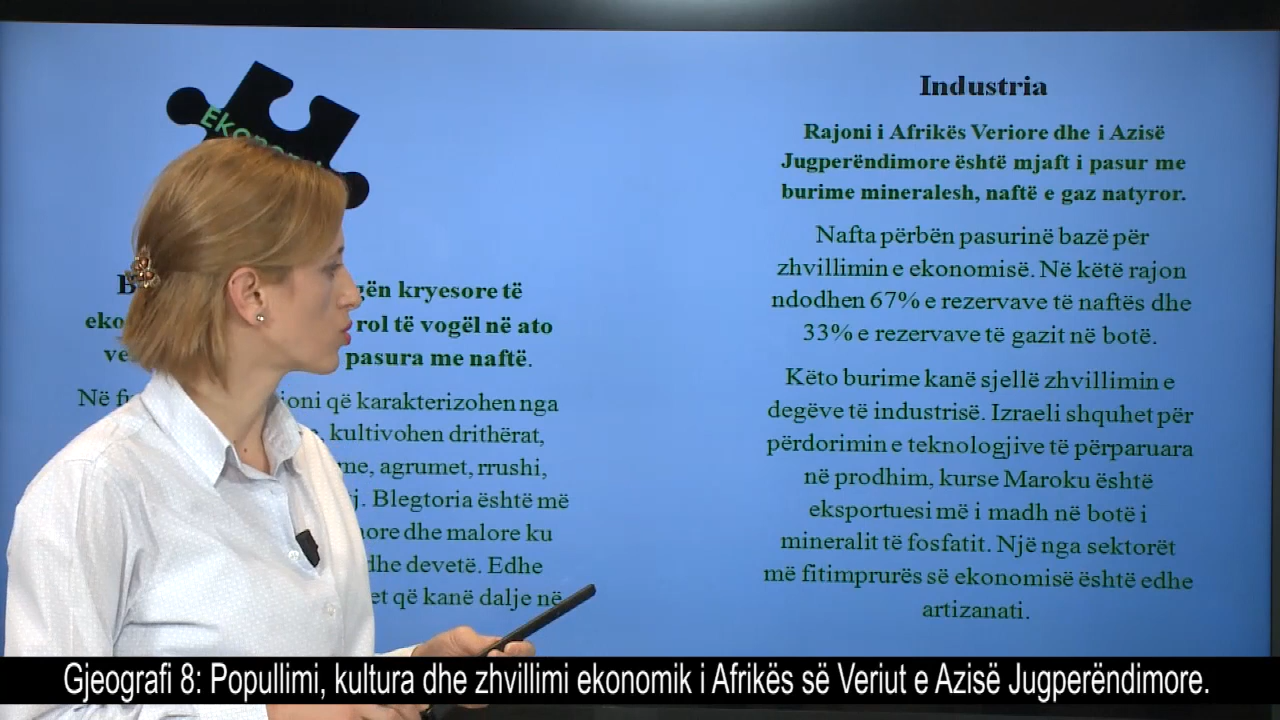 gën kryesore të
rol të vogël në ato
pasura me naftë.
Në
që karakterizohen nga
kultivohen drithërat,
agrumet, rrushi,
Blegtoria është më
dhe malore ku
dhe devetë. Edhe
që kanë dalje në
Industria
Rajoni i Afrikës Veriore dhe i Azisë
Jugperëndimore është mjaft i pasur me
burime mineralesh, naftë e gaz natyror.
Nafta përbën pasurinë bazë për
zhvillimin e ekonomisë. Në këtë rajon
ndodhen 67% e rezervave të naftës dhe
33% e rezervave të gazit në botë.
Këto burime kanë sjellë zhvillimin e
degëve të industrisë. Izraeli shquhet për
përdorimin e teknologjive të përparuara
në prodhim, kurse Maroku është
eksportuesi më i madh në botë i
mineralit të fosfatit. Një nga sektorët
më fitimprurës së ekonomisë është edhe
artizanati.
Gjeografi 8: Popullimi, kultura dhe zhvillimi ekonomik i Afrikës së Veriut e Azisë Jugperëndimore.